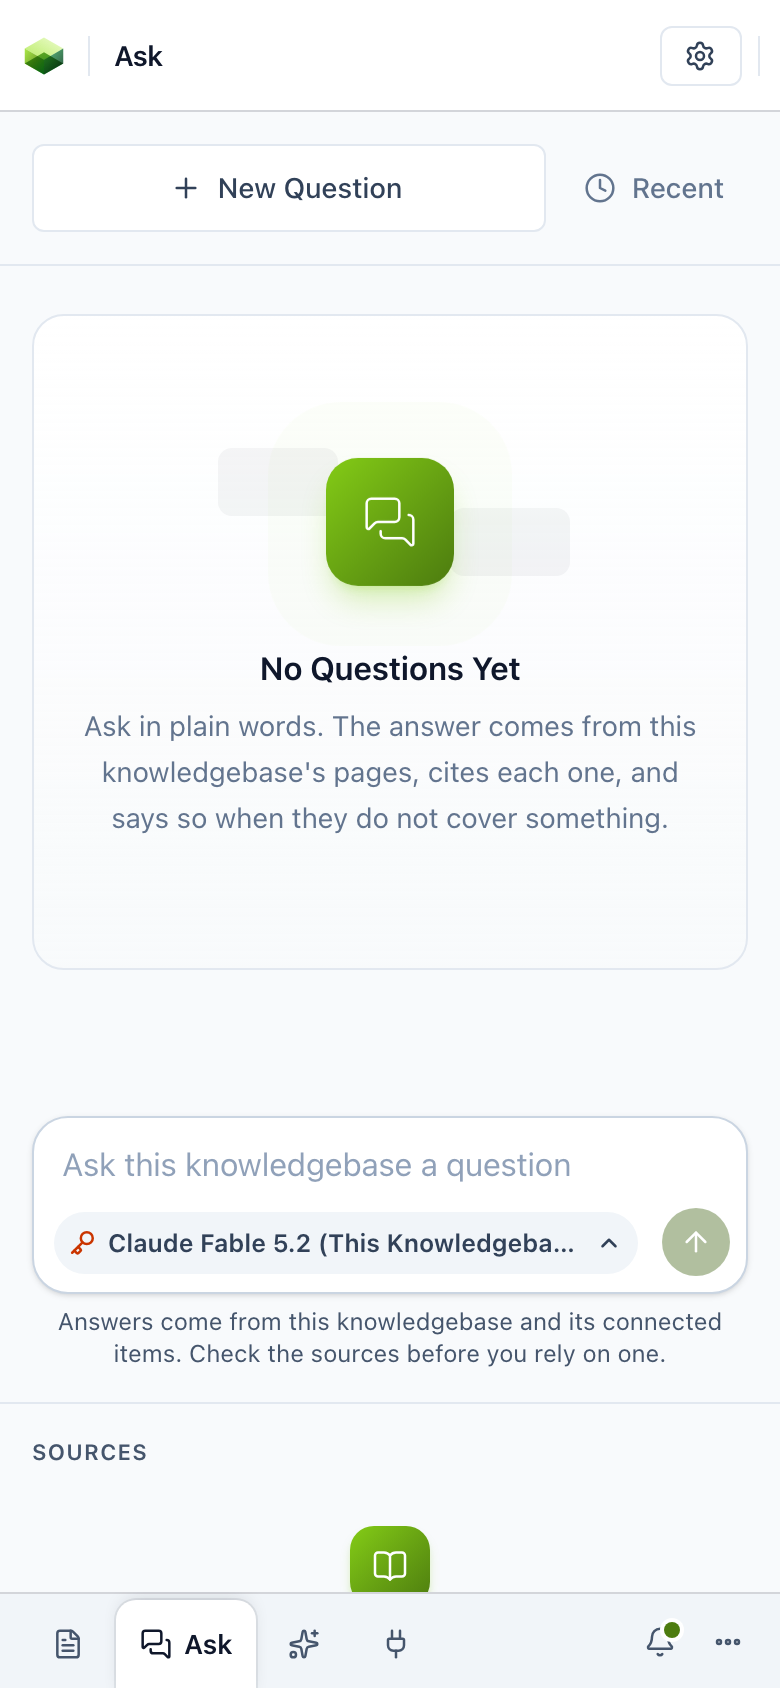 Ask
New Question
Recent
No Questions Yet
Ask in plain words. The answer comes from this
knowledgebase's pages, cites each one, and
says so when they do not cover something.
Ask this knowledgebase a question
Claude Fable 5.2 (This Knowledgeba...
Answers come from this knowledgebase and its connected
items. Check the sources before you rely on one.
SOURCES
Ask